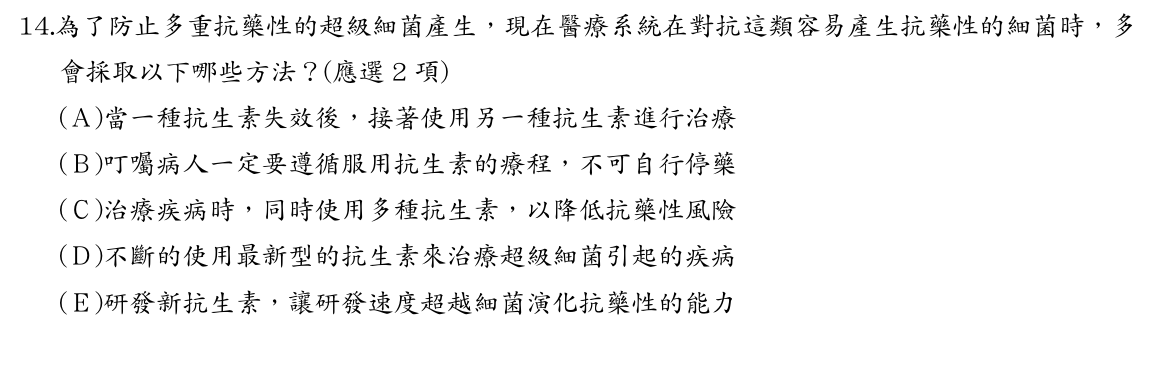 14.為了防止多重抗藥性的超級細菌產生，現在醫療系統在對抗這類容易產生抗藥性的細菌時，多
會採取以下哪些方法？(應選 2 項)
(A)當一種抗生素失效後，接著使用另一種抗生素進行治療
(B)叮囑病人一定要遵循服用抗生素的療程，不可自行停藥
(C)治療疾病時，同時使用多種抗生素，以降低抗藥性風險
(D)不斷的使用最新型的抗生素來治療超級細菌引起的疾病
(E)研發新抗生素，讓研發速度超越細菌演化抗藥性的能力